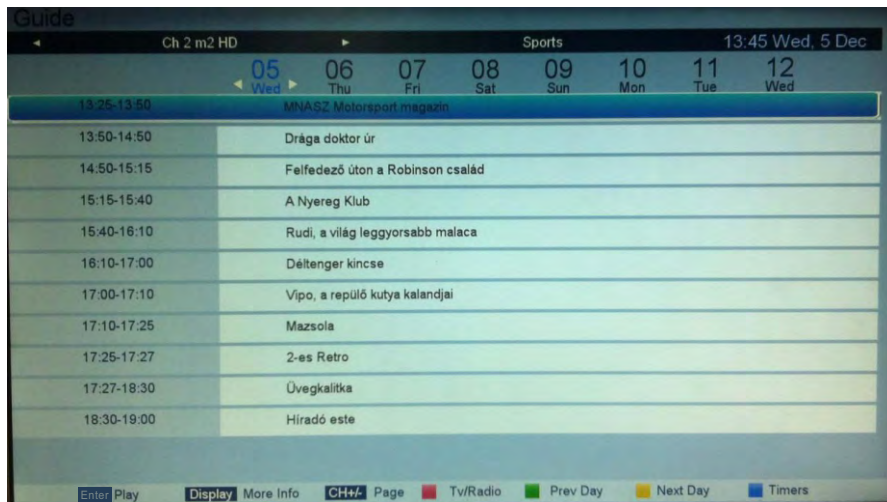 Guide
Ch 2 m2 HD Sports 13:45 Wed, 5 Dec
05 06 07 08 09 10 11 12
Wed Thu Fri Sat Sun Mon Tue Wed
13:25-13:50 MNASZ Motorsport magazin
13:50-14:50 Drága doktor úr
14:50-15:15 Felfedező úton a Robinson család
15:15-15:40 A Nyereg Klub
15:40-16:10 Rudi, a világ leggyorsabb malaca
16:10-17:00 Déltenger kincse
17:00-17:10 Vipo, a repülő kutya kalandjai
17:10-17:25 Mazsola
17:25-17:27 2-es Retro
17:27-18:30 Üvegkalitka
18:30-19:00 Híradó este
Enter Play Display More Info CH+/- Page Tv/Radio Prev Day Next Day Timers